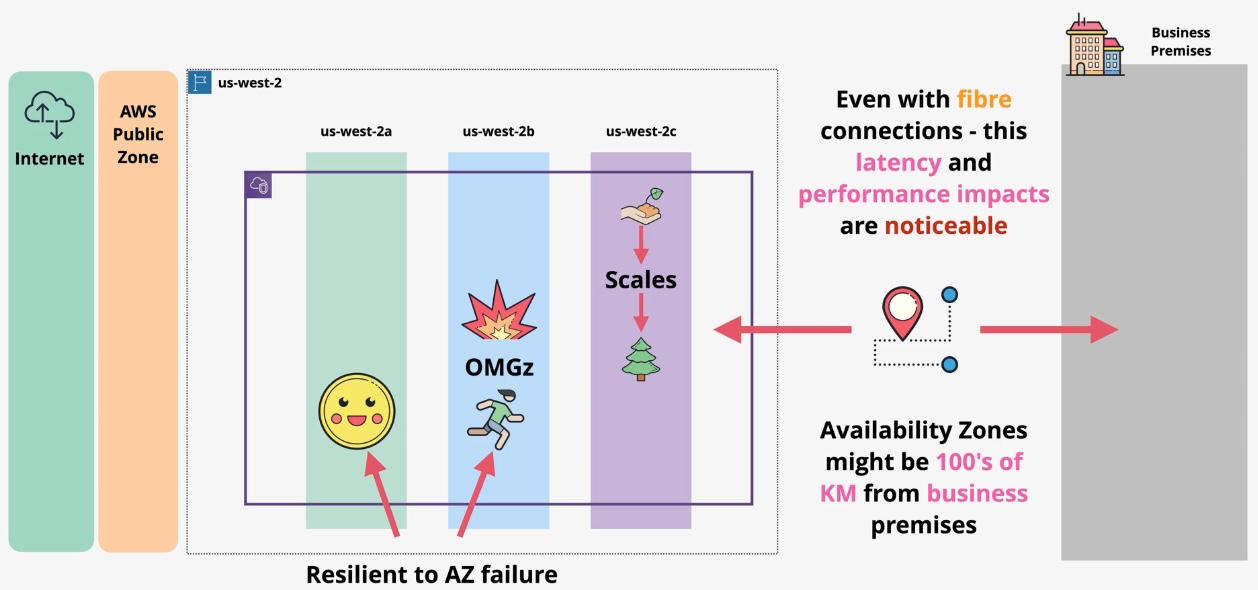 Internet
AWS
Public
Zone
us-west-2
us-west-2a
us-west-2b
us-west-2c
Scales
OMGz
Resilient to AZ failure
Even with fibre
connections - this
latency and
performance impacts
are noticeable
Availability Zones
might be 100's of
KM from business
premises
Business
Premises